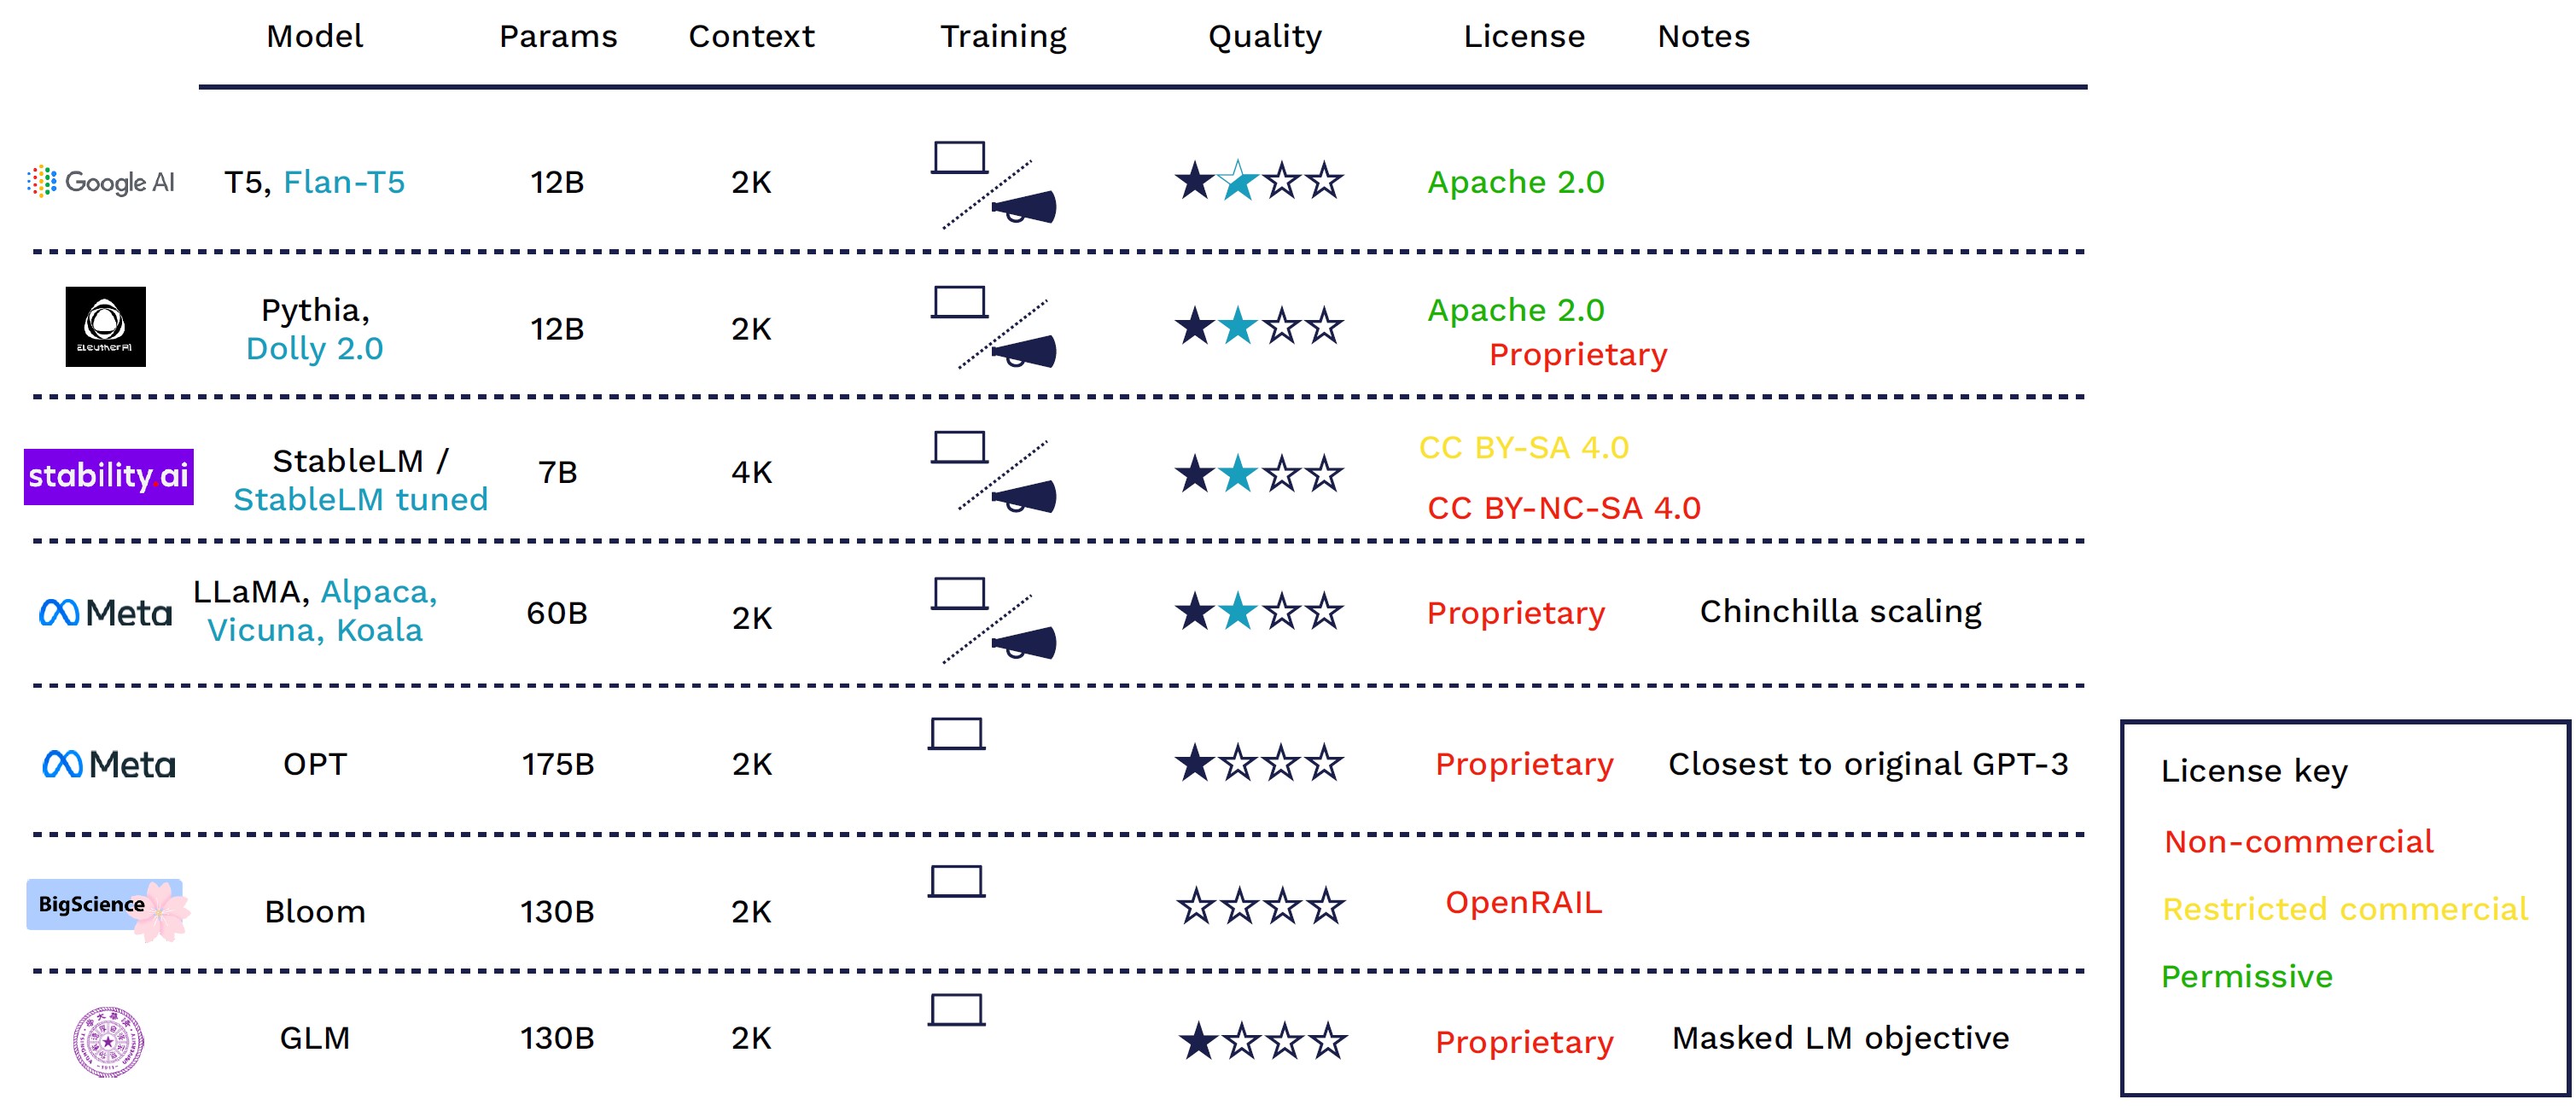 Model Params Context Training Quality License Notes
Google AI T5, Flan-T5 12B 2K Apache 2.0
EleutherAI
Pythia,
Dolly 2.0
12B 2K
Apache 2.0
Proprietary
stability.ai
StableLM /
StableLM tuned
7B 4K
CC BY-SA 4.0
CC BY-NC-SA 4.0
Meta
LLaMA, Alpaca,
Vicuna, Koala
60B 2K Proprietary Chinchilla scaling
Meta OPT 175B 2K Proprietary Closest to original GPT-3
BigScience Bloom 130B 2K OpenRAIL
GLM 130B 2K Proprietary Masked LM objective
License key
Non-commercial
Restricted commercial
Permissive